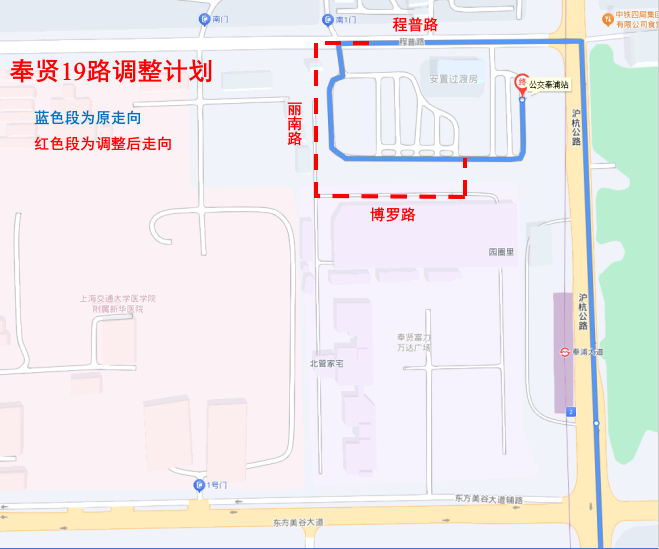 南门
南1门
程普路
程普路
中铁四局集团
有限公司食堂
奉贤19路调整计划
安置过渡房
终
公交奉浦站
蓝色段为原走向
红色段为调整后走向
丽南路
沪杭公路
博罗路
园圈里
上海交通大学医学院
附属新华医院
沪杭公路
奉贤富力
万达广场
奉浦大道
北管家宅
2
1号门
东方美谷大道辅路
东方美谷大道